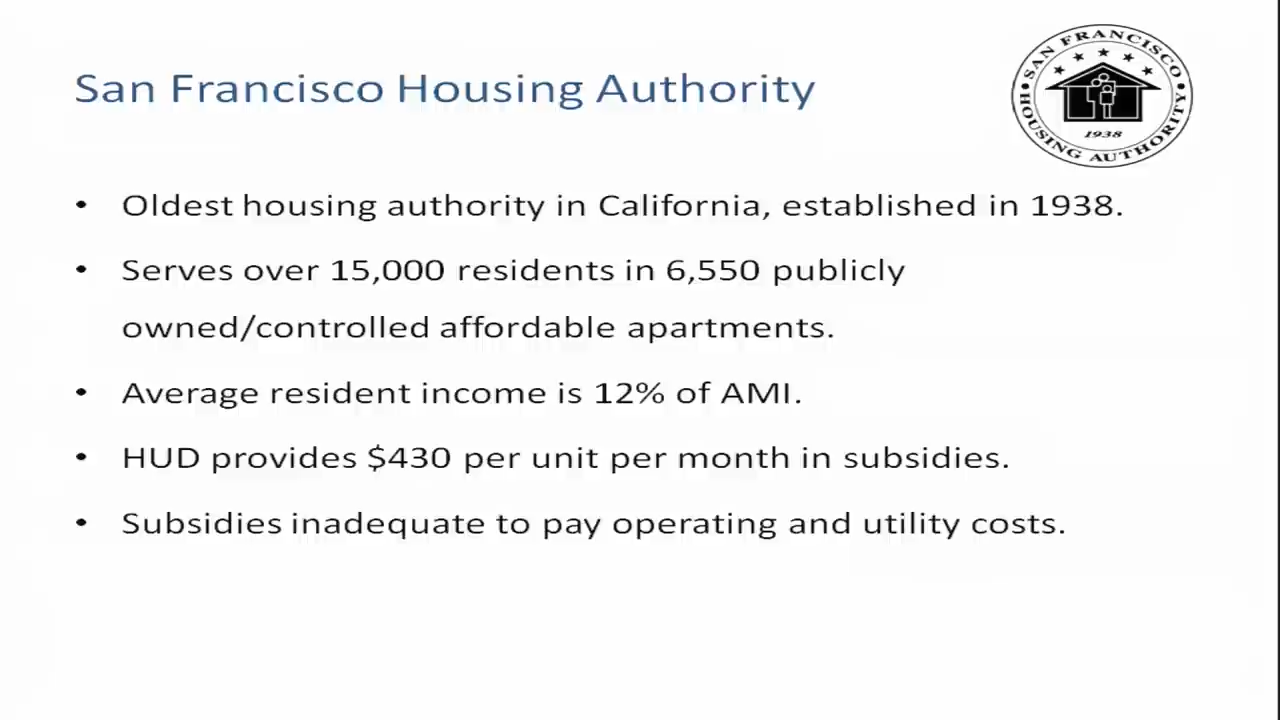 San Francisco Housing Authority
SAN FRANCISCO
HOUSING AUTHORITY
1938
• Oldest housing authority in California, established in 1938.
• Serves over 15,000 residents in 6,550 publicly
owned/controlled affordable apartments.
• Average resident income is 12% of AMI.
• HUD provides $430 per unit per month in subsidies.
• Subsidies inadequate to pay operating and utility costs.